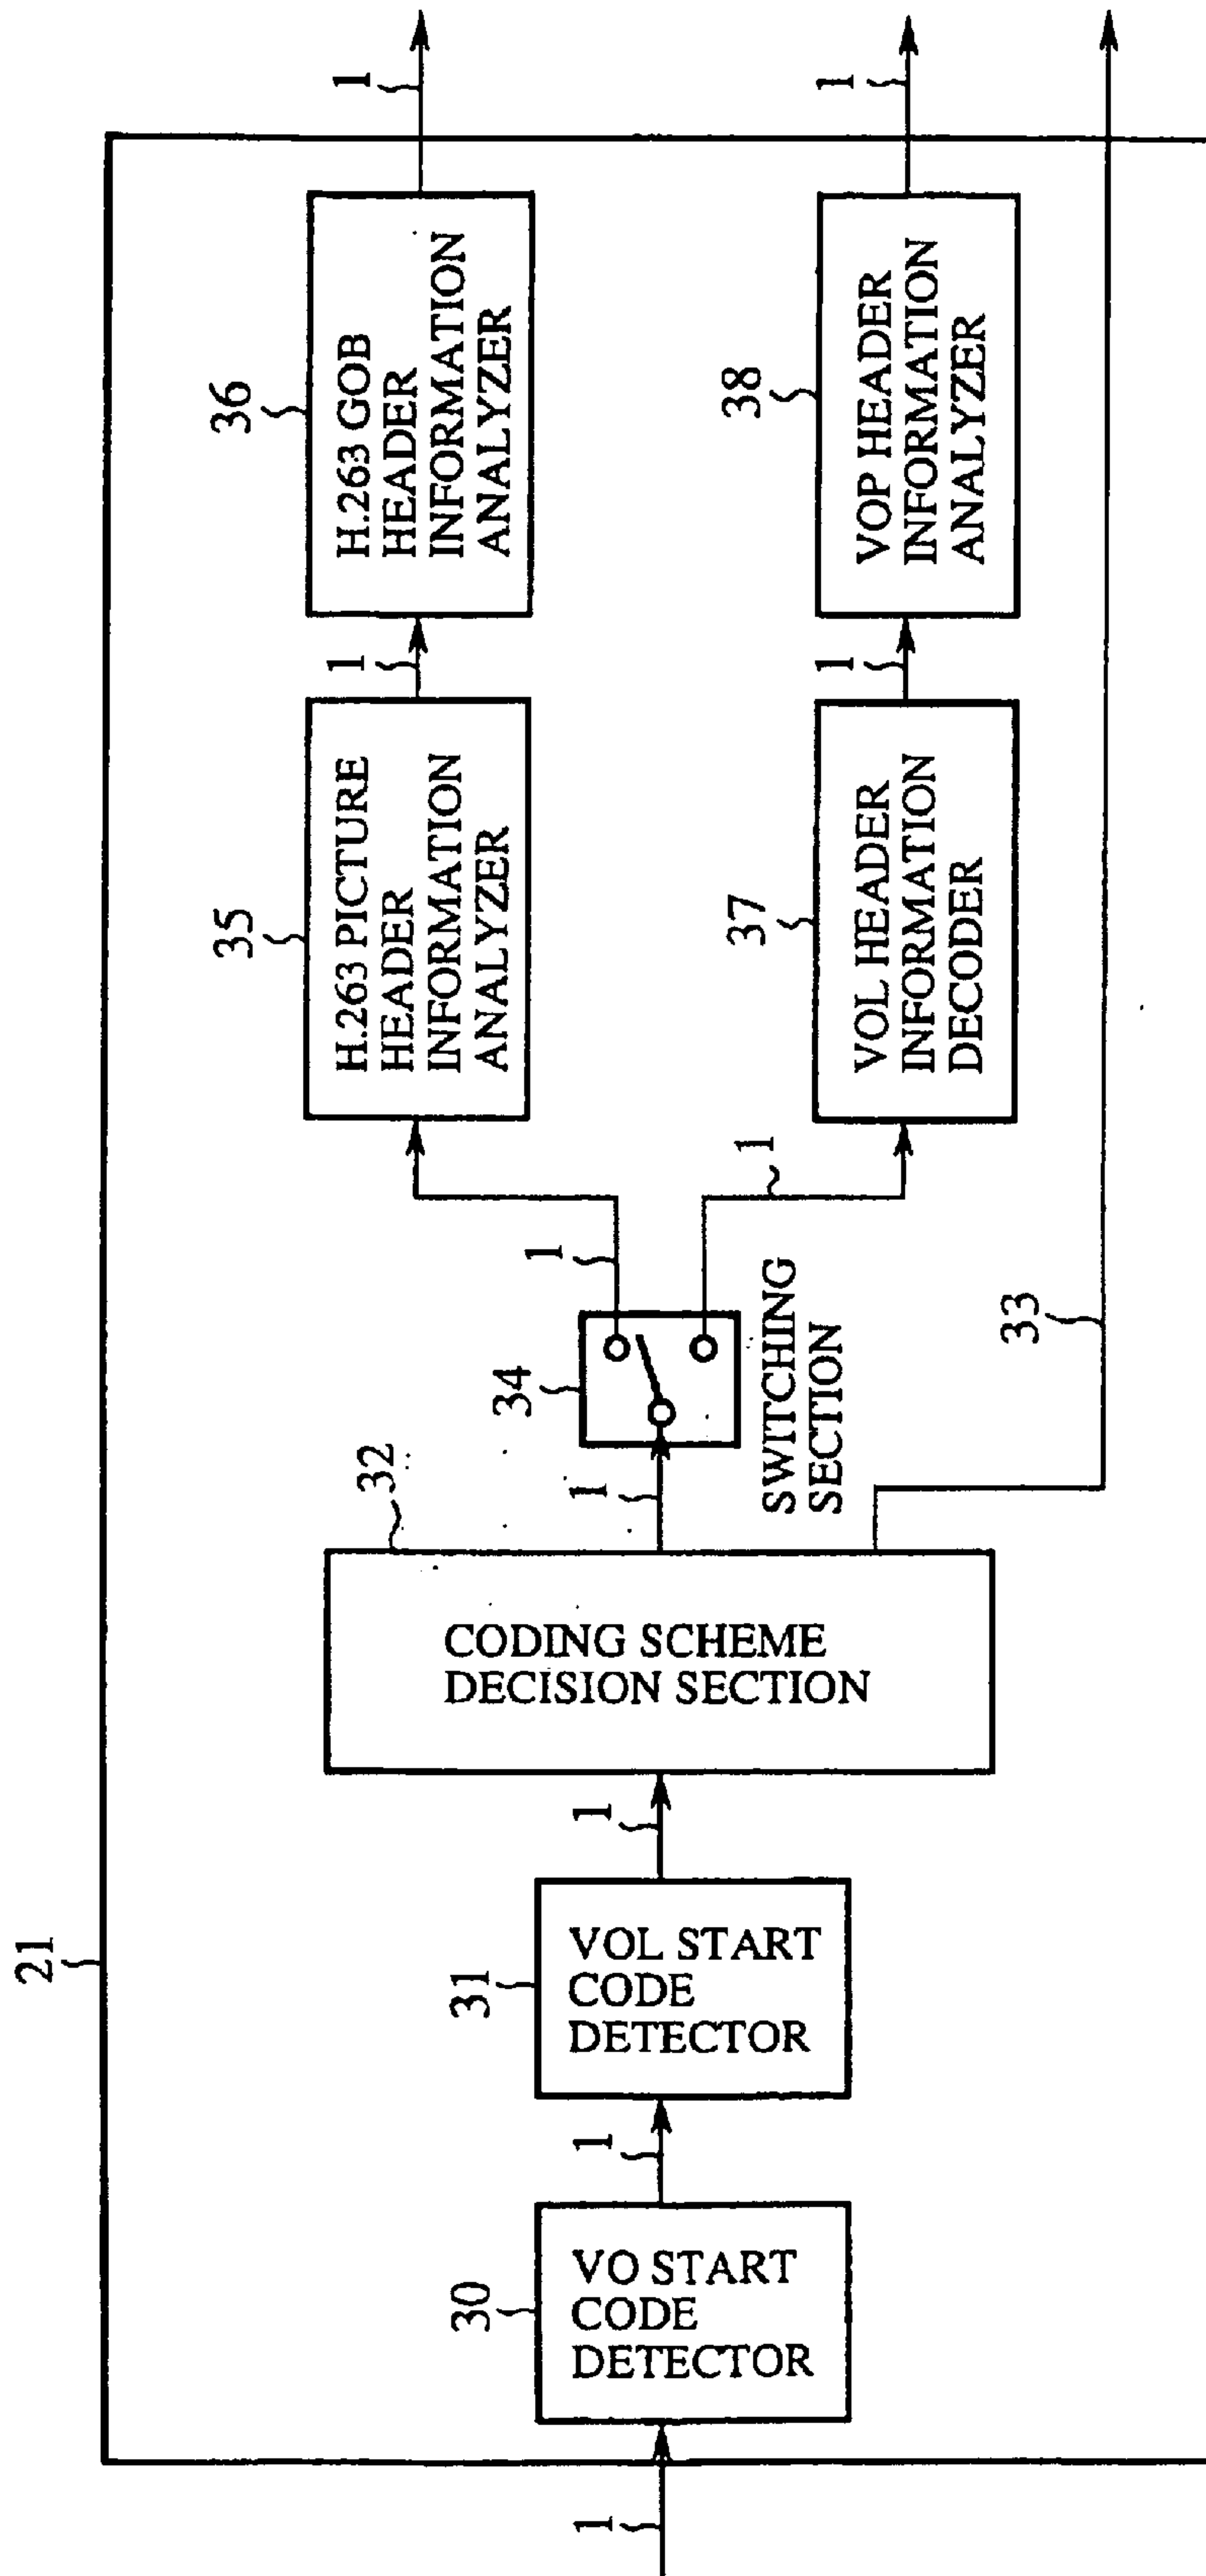 21
1
30
VO START
CODE
DETECTOR
1
31
VOL START
CODE
DETECTOR
1
32
CODING SCHEME
DECISION SECTION
1
34
SWITCHING
SECTION
33
1
35
H.263 PICTURE
HEADER
INFORMATION
ANALYZER
1
36
H.263 GOB
HEADER
INFORMATION
ANALYZER
1
1
37
VOL HEADER
INFORMATION
DECODER
1
38
VOP HEADER
INFORMATION
ANALYZER
1